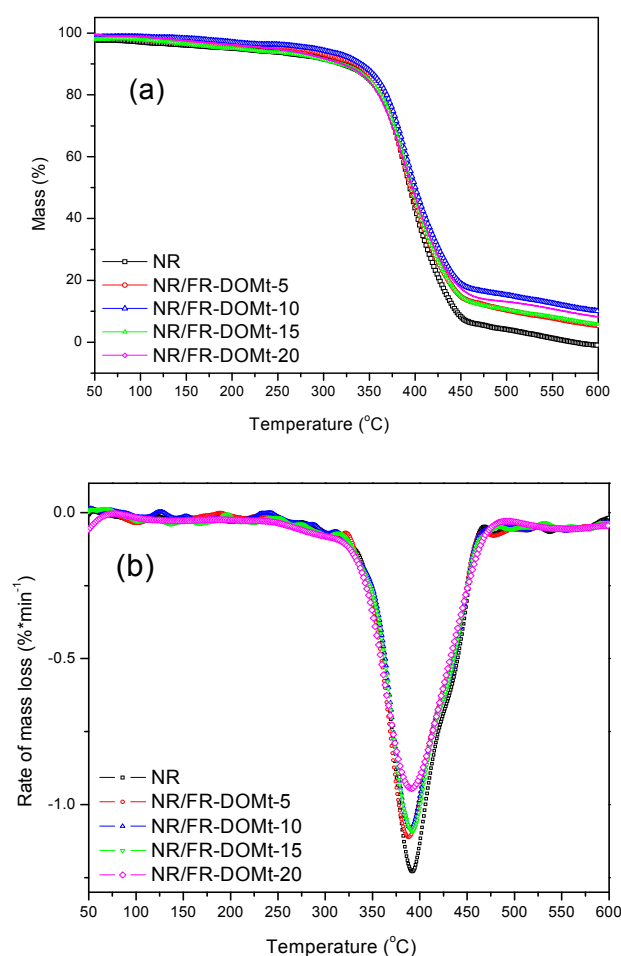 100
80
60
40
20
0
Mass (%)
(a)
NR
NR/FR-DOMt-5
NR/FR-DOMt-10
NR/FR-DOMt-15
NR/FR-DOMt-20
50 100 150 200 250 300 350 400 450 500 550 600
Temperature (°C)
0.0
-0.5
-1.0
Rate of mass loss (%*min-1)
(b)
NR
NR/FR-DOMt-5
NR/FR-DOMt-10
NR/FR-DOMt-15
NR/FR-DOMt-20
50 100 150 200 250 300 350 400 450 500 550 600
Temperature (°C)